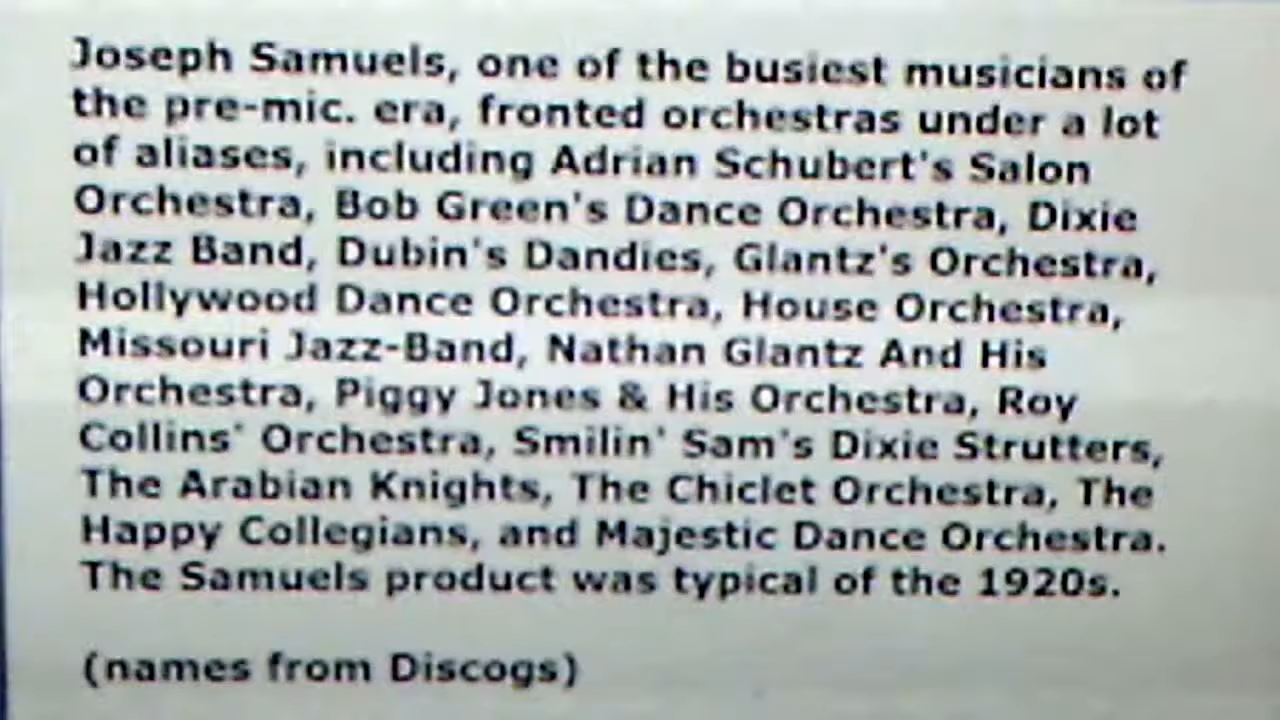 Joseph Samuels, one of the busiest musicians of
the pre-mic. era, fronted orchestras under a lot
of aliases, including Adrian Schubert's Salon
Orchestra, Bob Green's Dance Orchestra, Dixie
Jazz Band, Dubin's Dandies, Glantz's Orchestra,
Hollywood Dance Orchestra, House Orchestra,
Missouri Jazz-Band, Nathan Glantz And His
Orchestra, Piggy Jones & His Orchestra, Roy
Collins' Orchestra, Smilin' Sam's Dixie Strutters,
The Arabian Knights, The Chiclet Orchestra, The
Happy Collegians, and Majestic Dance Orchestra.
The Samuels product was typical of the 1920s.
(names from Discogs)